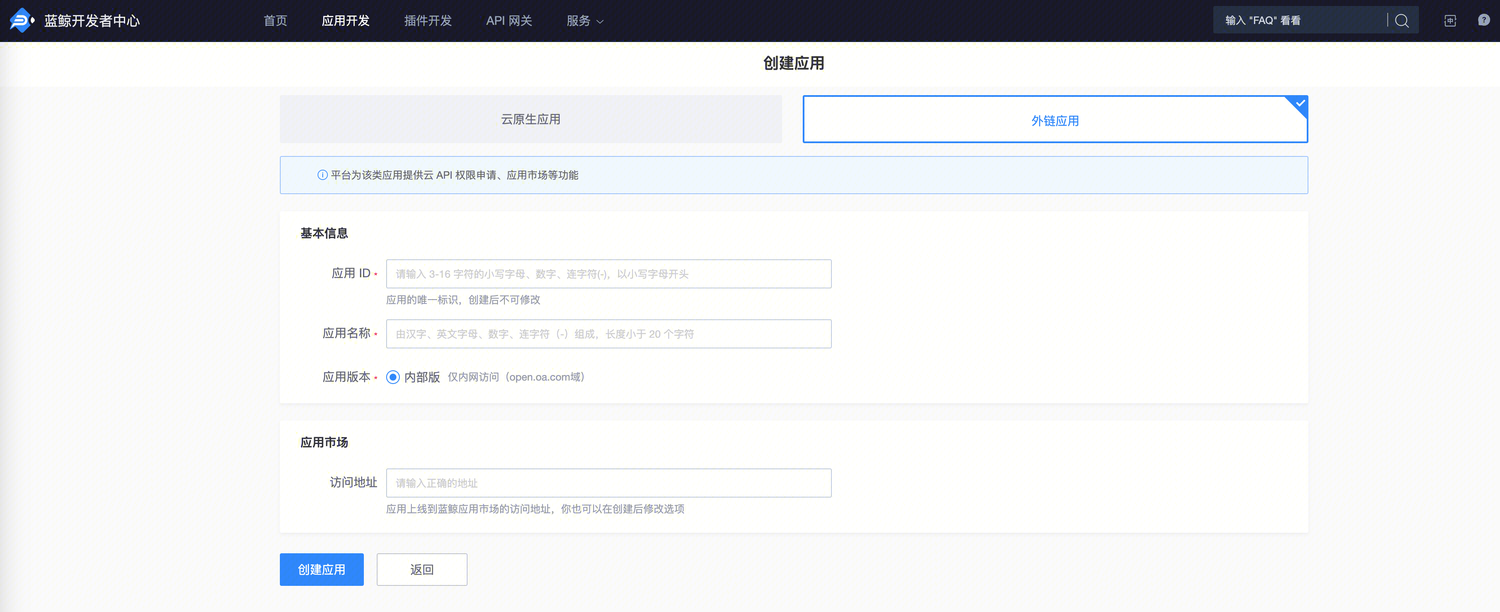 蓝鲸开发者中心 首页 应用开发 插件开发 API 网关 服务 输入 "FAQ" 看看
创建应用
云原生应用 外链应用
平台为该类应用提供云 API 权限申请、应用市场等功能
基本信息
应用 ID 请输入 3-16 字符的小写字母、数字、连字符(-)，以小写字母开头
应用的唯一标识，创建后不可修改
应用名称 由汉字、英文字母、数字、连字符（-）组成，长度小于 20 个字符
应用版本 内部版 仅内网访问（open.oa.com域）
应用市场
访问地址 请输入正确的地址
应用上线到蓝鲸应用市场的访问地址，你也可以在创建后修改选项
创建应用 返回